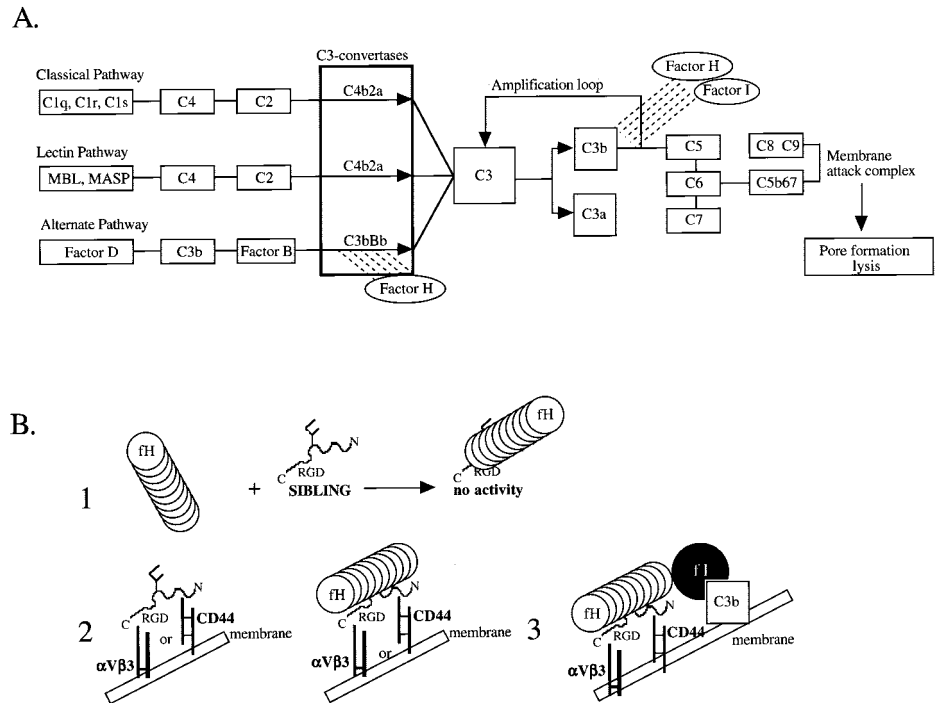 A.
C3-convertases
Classical Pathway
C1q, C1r, C1s
C4
C2
C4b2a
Lectin Pathway
MBL, MASP
C4
C2
C4b2a
Alternate Pathway
Factor D
C3b
Factor B
C3bBb
Factor H
Amplification loop
Factor H
Factor I
C3
C3b
C3a
C5
C6
C7
C8 C9
C5b67
Membrane
attack complex
Pore formation
lysis
B.
1
fH
+
N
C
RGD
SIBLING
fH
C
RGD
no activity
2
N
C
RGD
or
CD44
αVβ3
membrane
fH
N
C
RGD
or
CD44
αVβ3
membrane
3
fH
N
C
RGD
CD44
αVβ3
f I
C3b
membrane